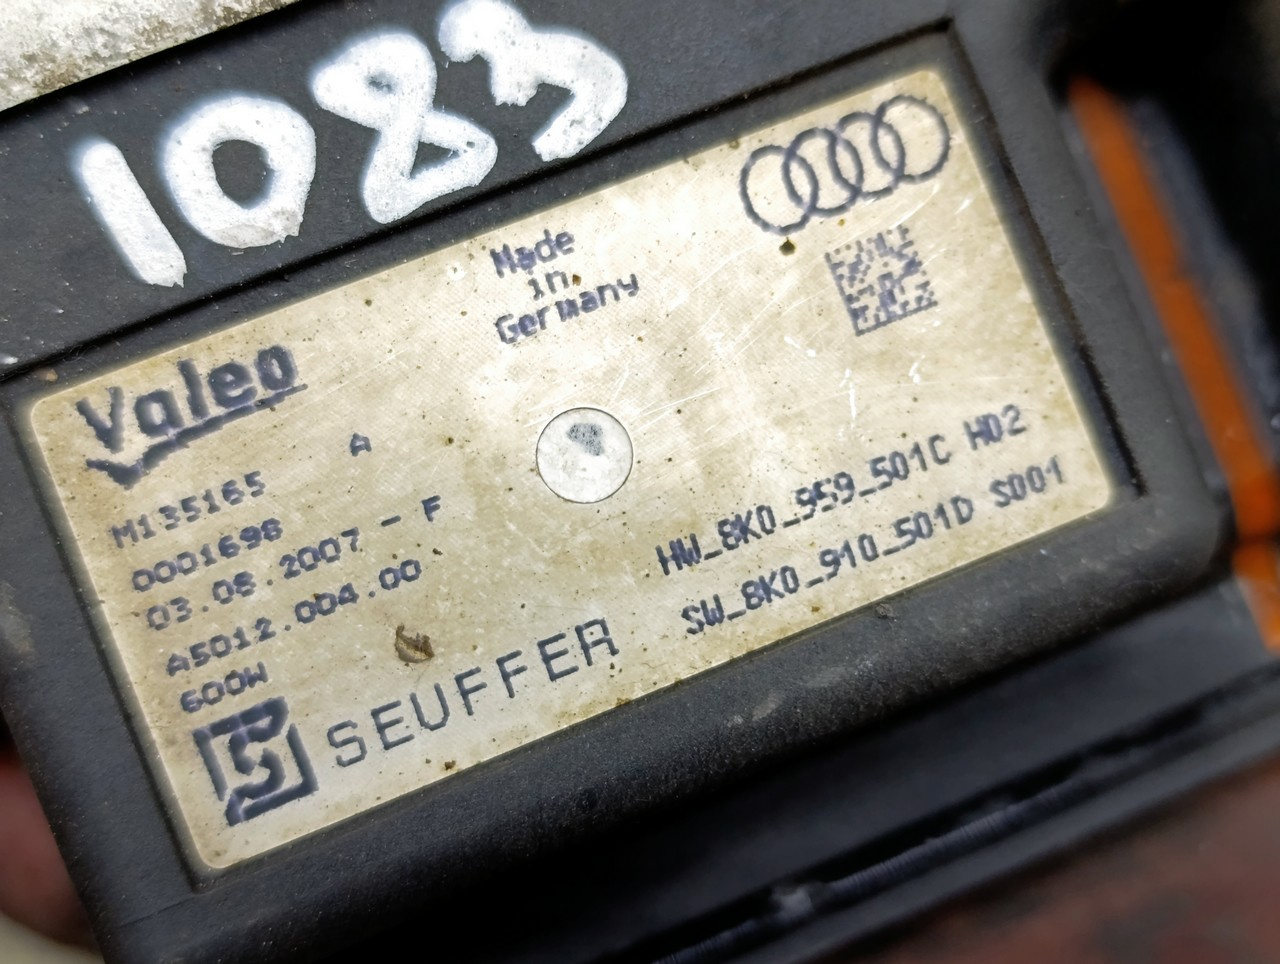 1083
Made
in
Germany
Valeo
M135165 A
0001698
03.08.2007 - F
A5012.004.00
600W
SEUFFER
HW_8K0_959_501C H02
SW_8K0_910_501D S001